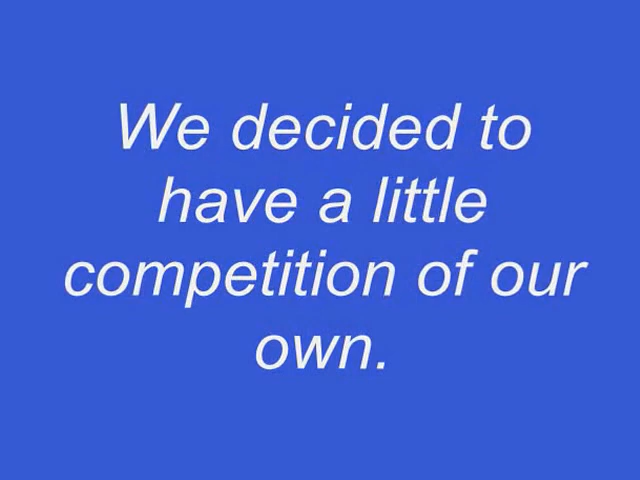 We decided to
have a little
competition of our
own.